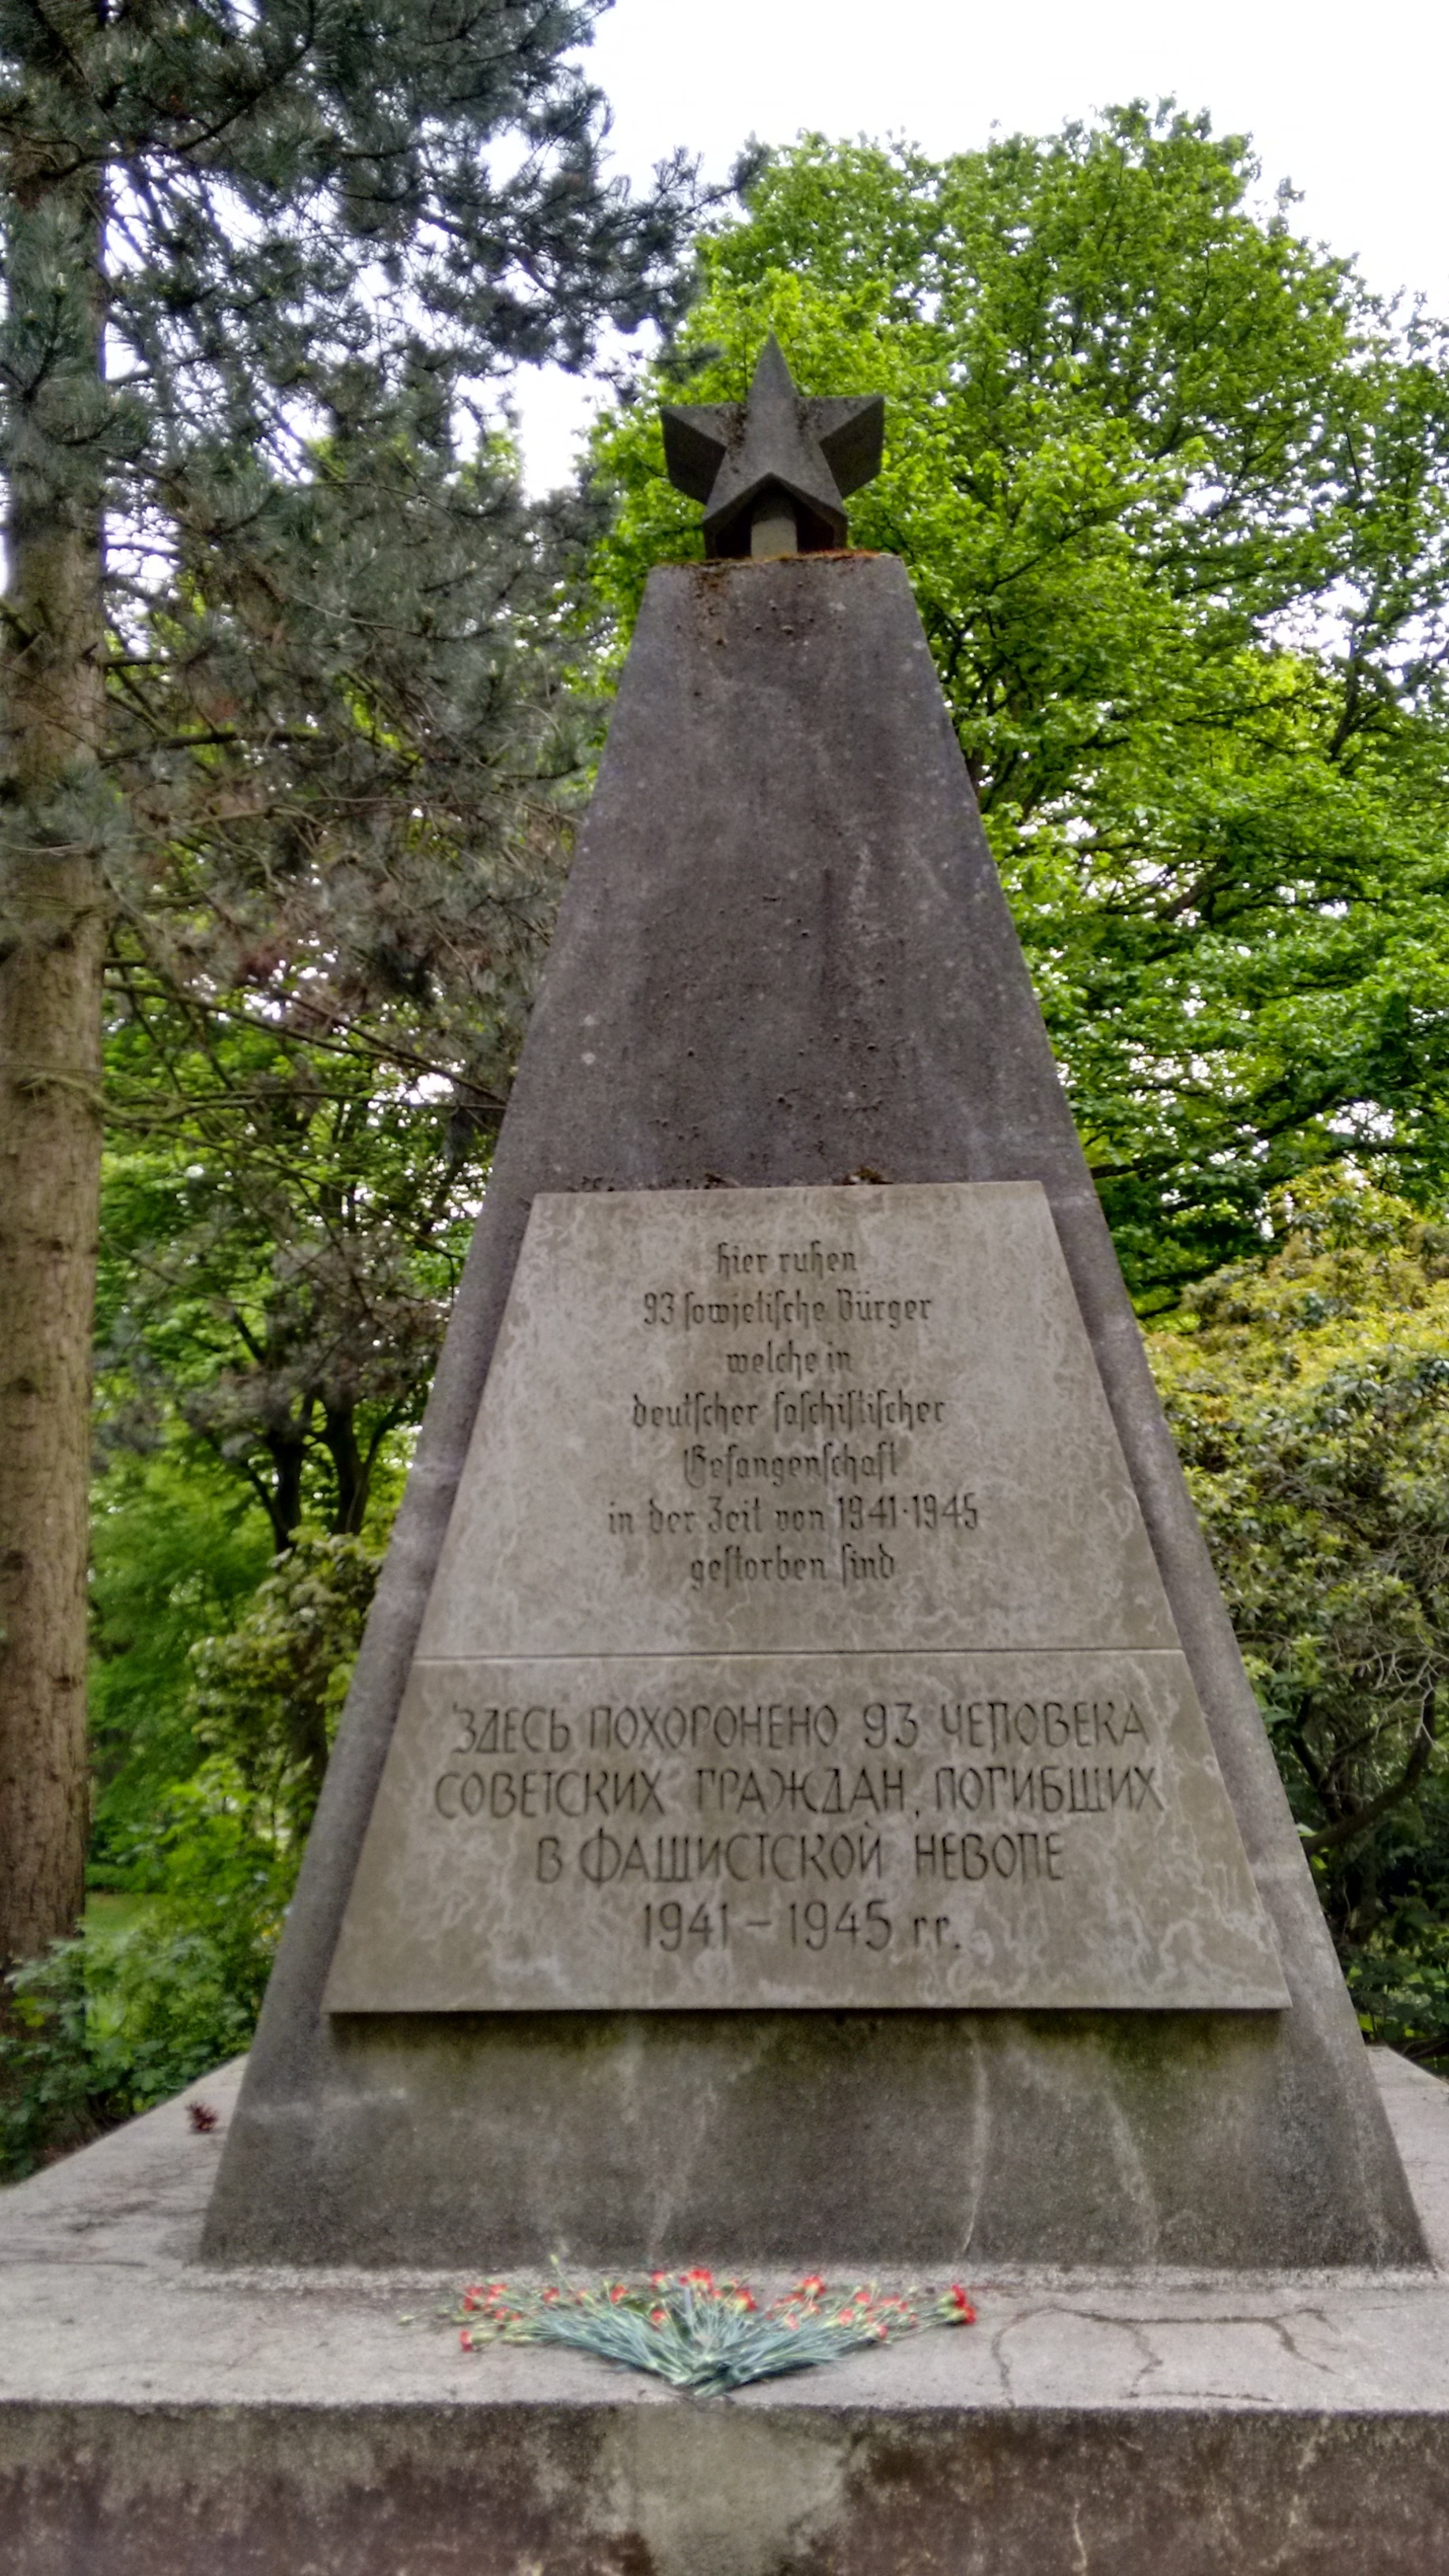 hier ruhen
93 sowjetische Bürger
welche in
deutscher faschistischer
Gefangenschaft
in der Zeit von 1941-1945
gestorben sind
ЗДЕСЬ ПОХОРОНЕНО 93 ЧЕЛОВЕКА
СОВЕТСКИХ ГРАЖДАН, ПОГИБШИХ
В ФАШИСТСКОЙ НЕВОЛЕ
1941 – 1945 г.г.